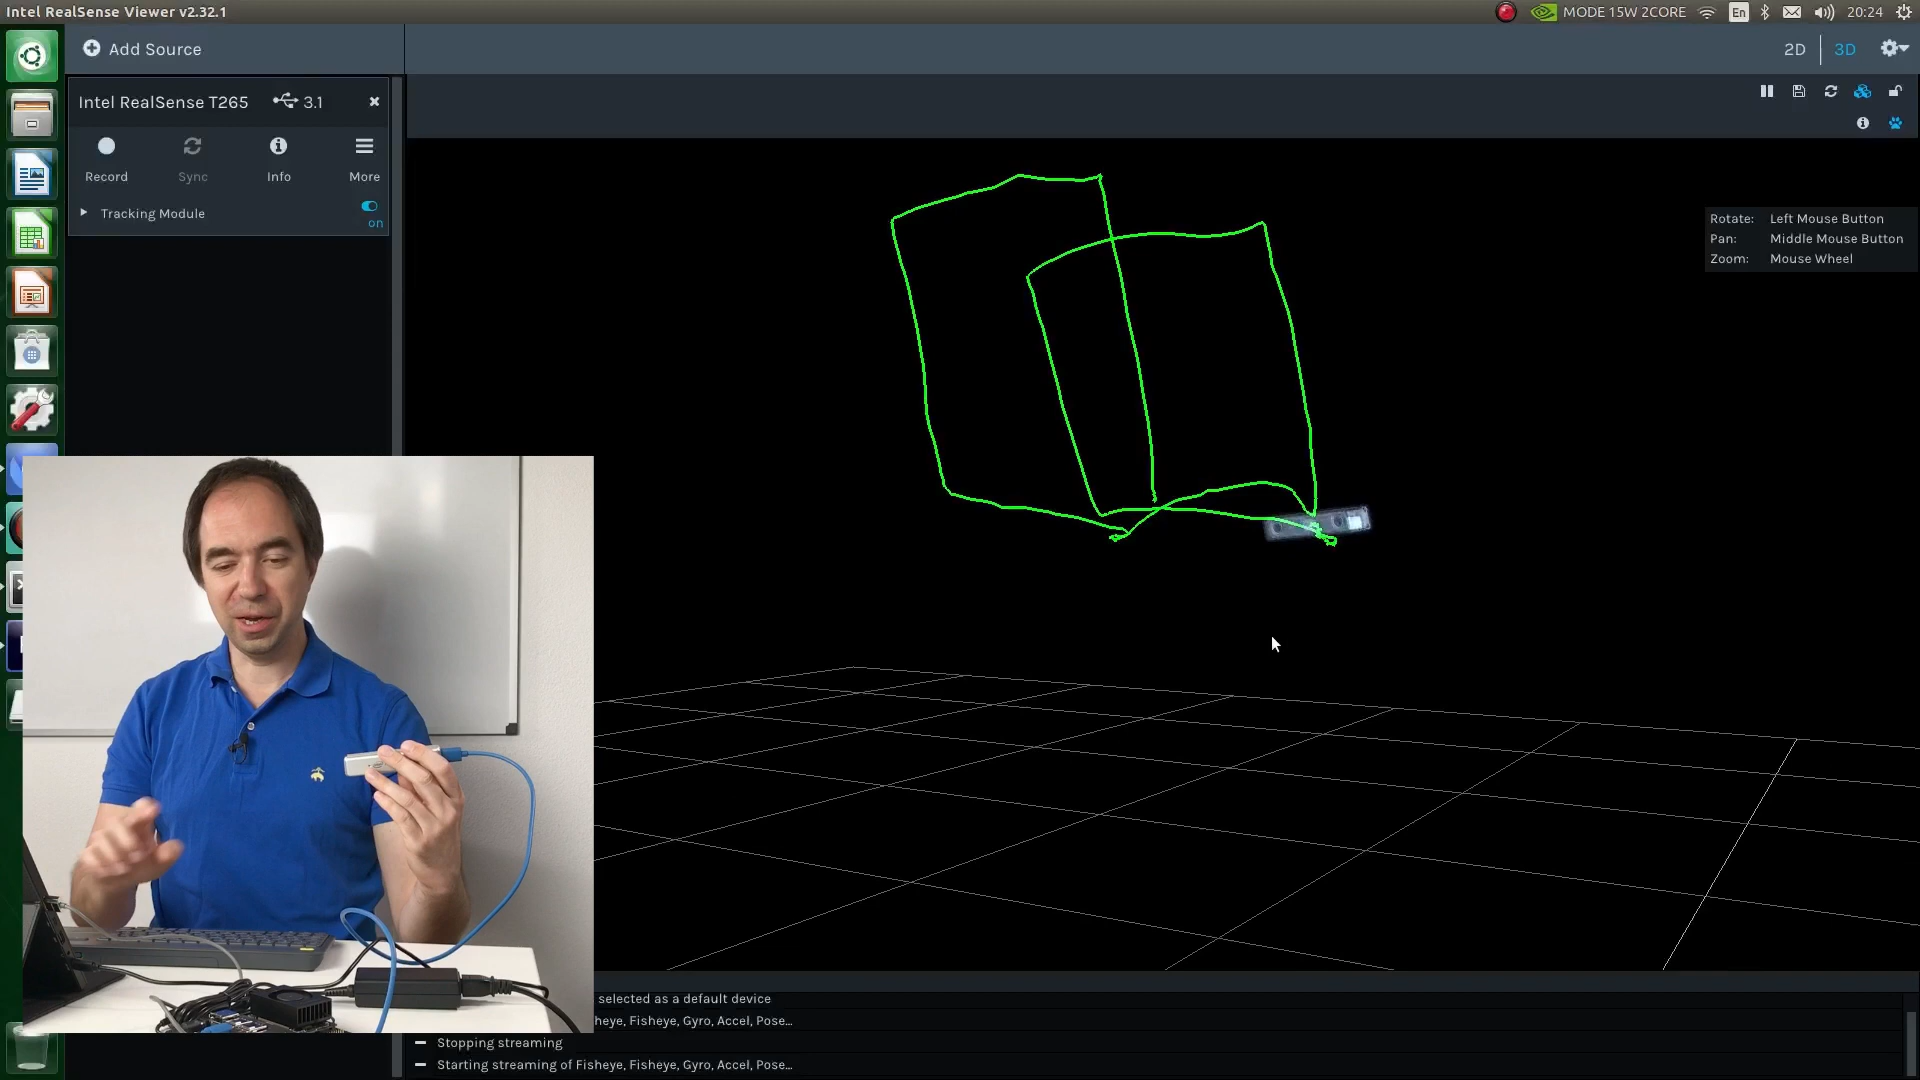 Intel RealSense Viewer v2.32.1
MODE 15W 2CORE
En
20:24
Add Source
2D
3D
Intel RealSense T265
3.1
Record
Sync
Info
More
Tracking Module
on
Rotate: Left Mouse Button
Pan: Middle Mouse Button
Zoom: Mouse Wheel
selected as a default device
heye, Fisheye, Gyro, Accel, Pose...
Stopping streaming
Starting streaming of Fisheye, Fisheye, Gyro, Accel, Pose...